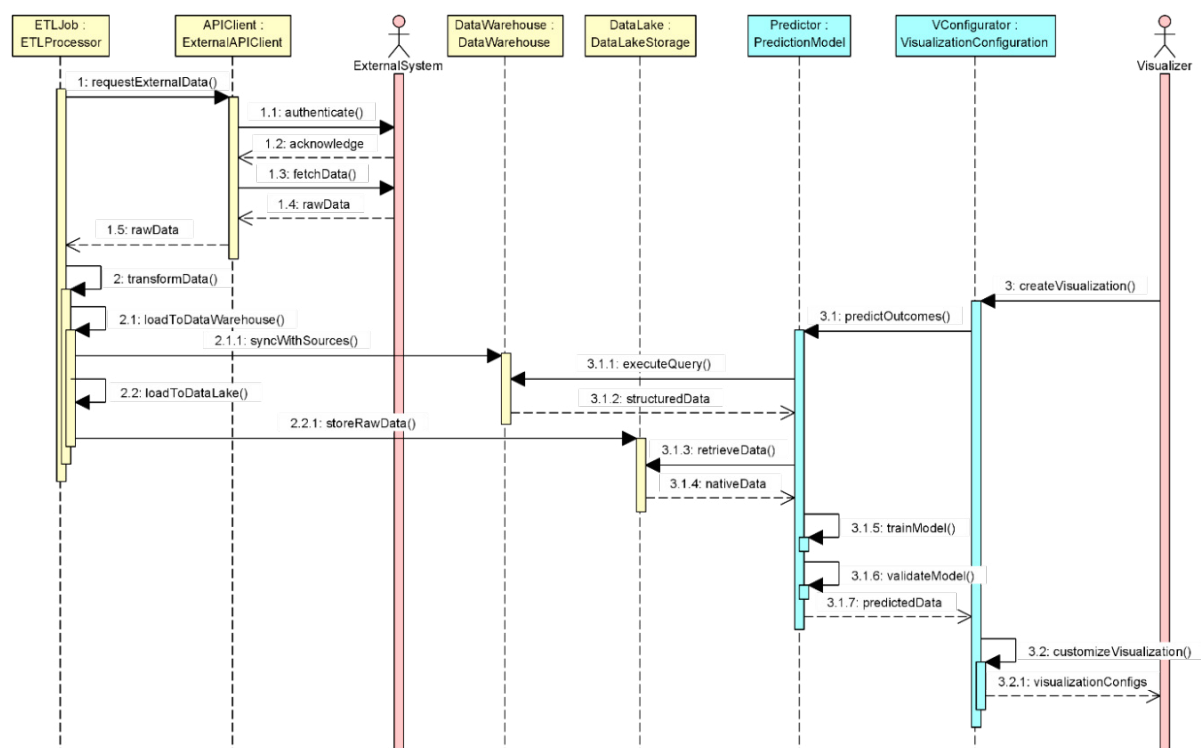 ETLJob :
ETLProcessor
APIClient :
ExternalAPIClient
ExternalSystem
DataWarehouse :
DataWarehouse
DataLake :
DataLakeStorage
Predictor :
PredictionModel
VConfigurator :
VisualizationConfiguration
Visualizer
1: requestExternalData()
1.1: authenticate()
1.2: acknowledge
1.3: fetchData()
1.4: rawData
1.5: rawData
2: transformData()
3: createVisualization()
2.1: loadToDataWarehouse()
3.1: predictOutcomes()
2.1.1: syncWithSources()
3.1.1: executeQuery()
2.2: loadToDataLake()
3.1.2: structuredData
2.2.1: storeRawData()
3.1.3: retrieveData()
3.1.4: nativeData
3.1.5: trainModel()
3.1.6: validateModel()
3.1.7: predictedData
3.2: customizeVisualization()
3.2.1: visualizationConfigs